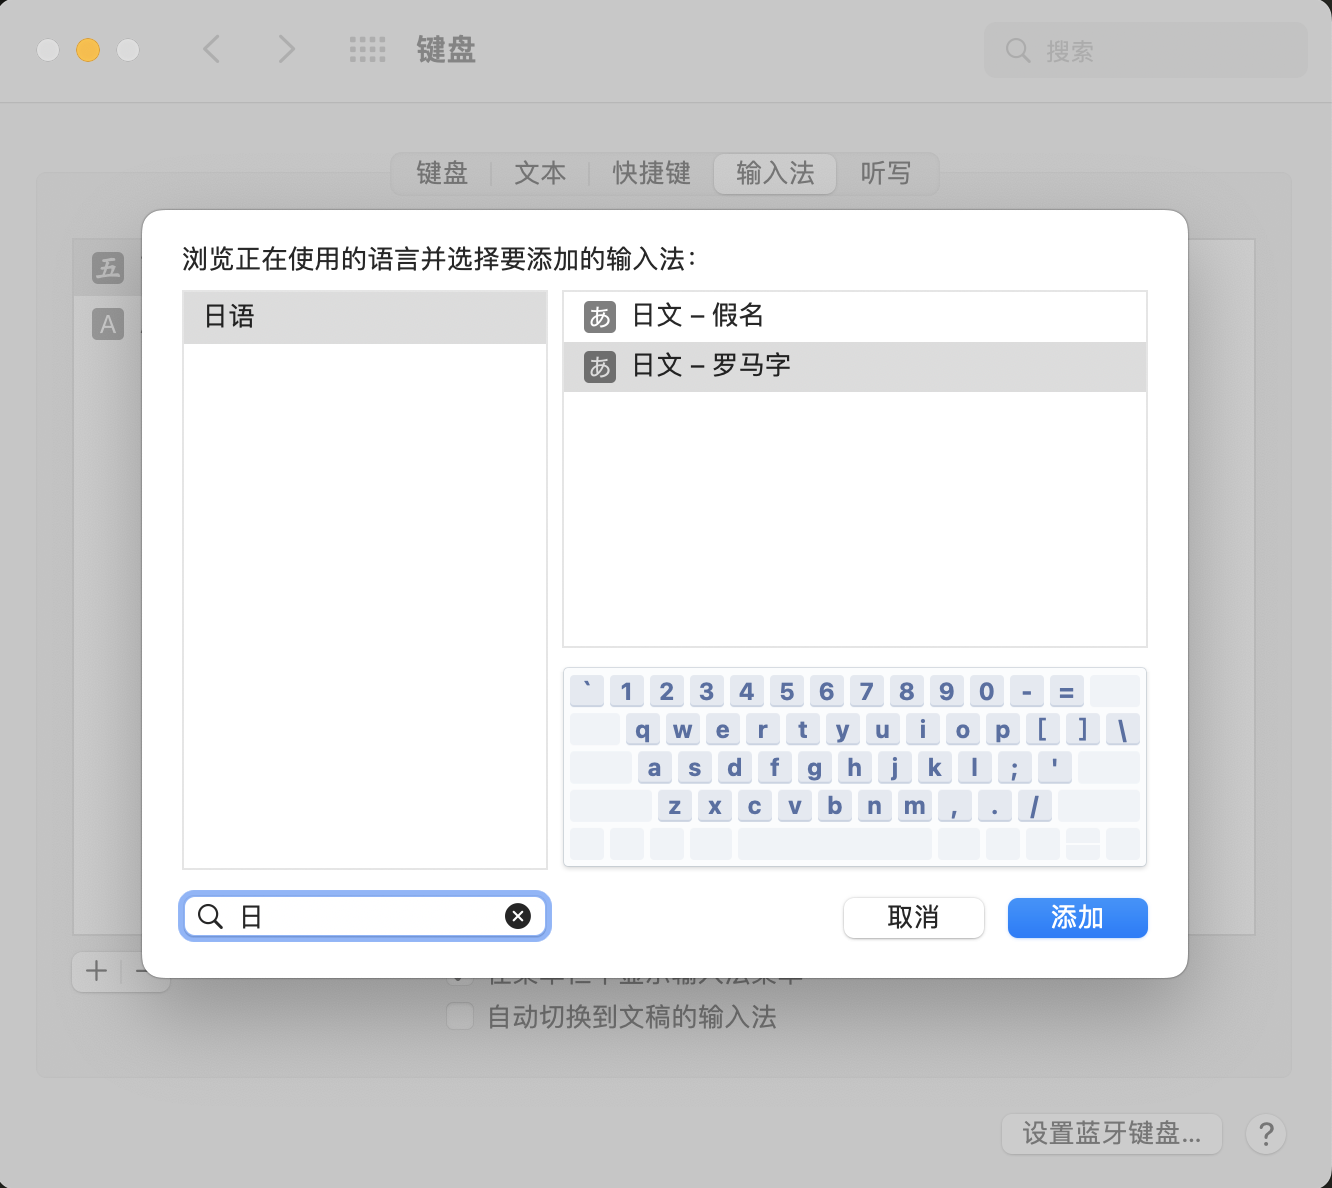 键盘
搜索
键盘 文本 快捷键 输入法 听写
五
A
浏览正在使用的语言并选择要添加的输入法:
日语
あ 日文 – 假名
あ 日文 – 罗马字
` 1 2 3 4 5 6 7 8 9 0 - =
q w e r t y u i o p [ ] \
a s d f g h j k l ; '
z x c v b n m , . /
日
取消 添加
自动切换到文稿的输入法
设置蓝牙键盘... ?